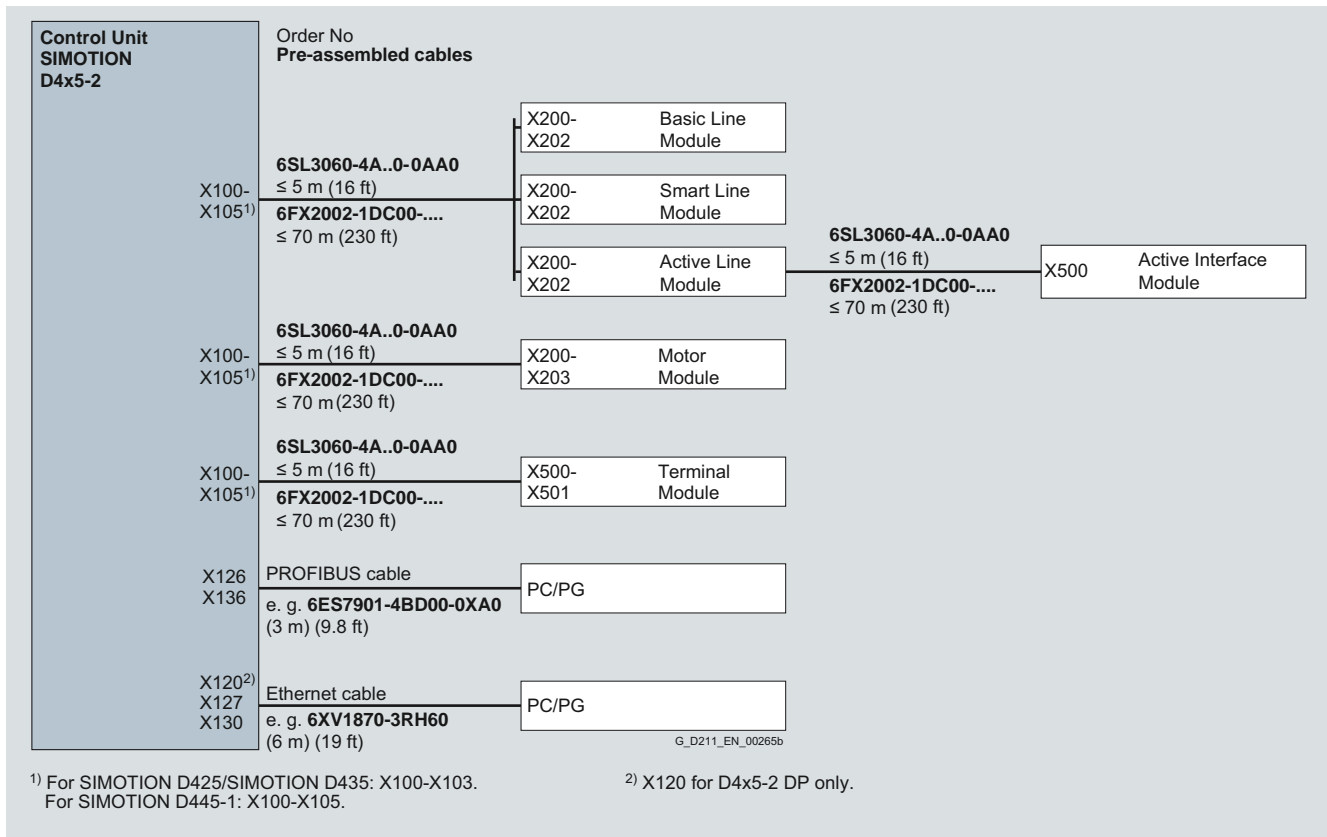 Control Unit
SIMOTION
D4x5-2
Order No
Pre-assembled cables
X200-
X202
Basic Line
Module
6SL3060-4A..0-0AA0
≤ 5 m (16 ft)
X100-
X105¹⁾
6FX2002-1DC00-....
≤ 70 m (230 ft)
X200-
X202
Smart Line
Module
X200-
X202
Active Line
Module
6SL3060-4A..0-0AA0
≤ 5 m (16 ft)
6FX2002-1DC00-....
≤ 70 m (230 ft)
X500
Active Interface
Module
6SL3060-4A..0-0AA0
≤ 5 m (16 ft)
X100-
X105¹⁾
6FX2002-1DC00-....
≤ 70 m (230 ft)
X200-
X203
Motor
Module
6SL3060-4A..0-0AA0
≤ 5 m (16 ft)
X100-
X105¹⁾
6FX2002-1DC00-....
≤ 70 m (230 ft)
X500-
X501
Terminal
Module
X126
X136
PROFIBUS cable
e. g. 6ES7901-4BD00-0XA0
(3 m) (9.8 ft)
PC/PG
X120²⁾
X127
X130
Ethernet cable
e. g. 6XV1870-3RH60
(6 m) (19 ft)
PC/PG
G_D211_EN_00265b
¹⁾ For SIMOTION D425/SIMOTION D435: X100-X103.
For SIMOTION D445-1: X100-X105.
²⁾ X120 for D4x5-2 DP only.